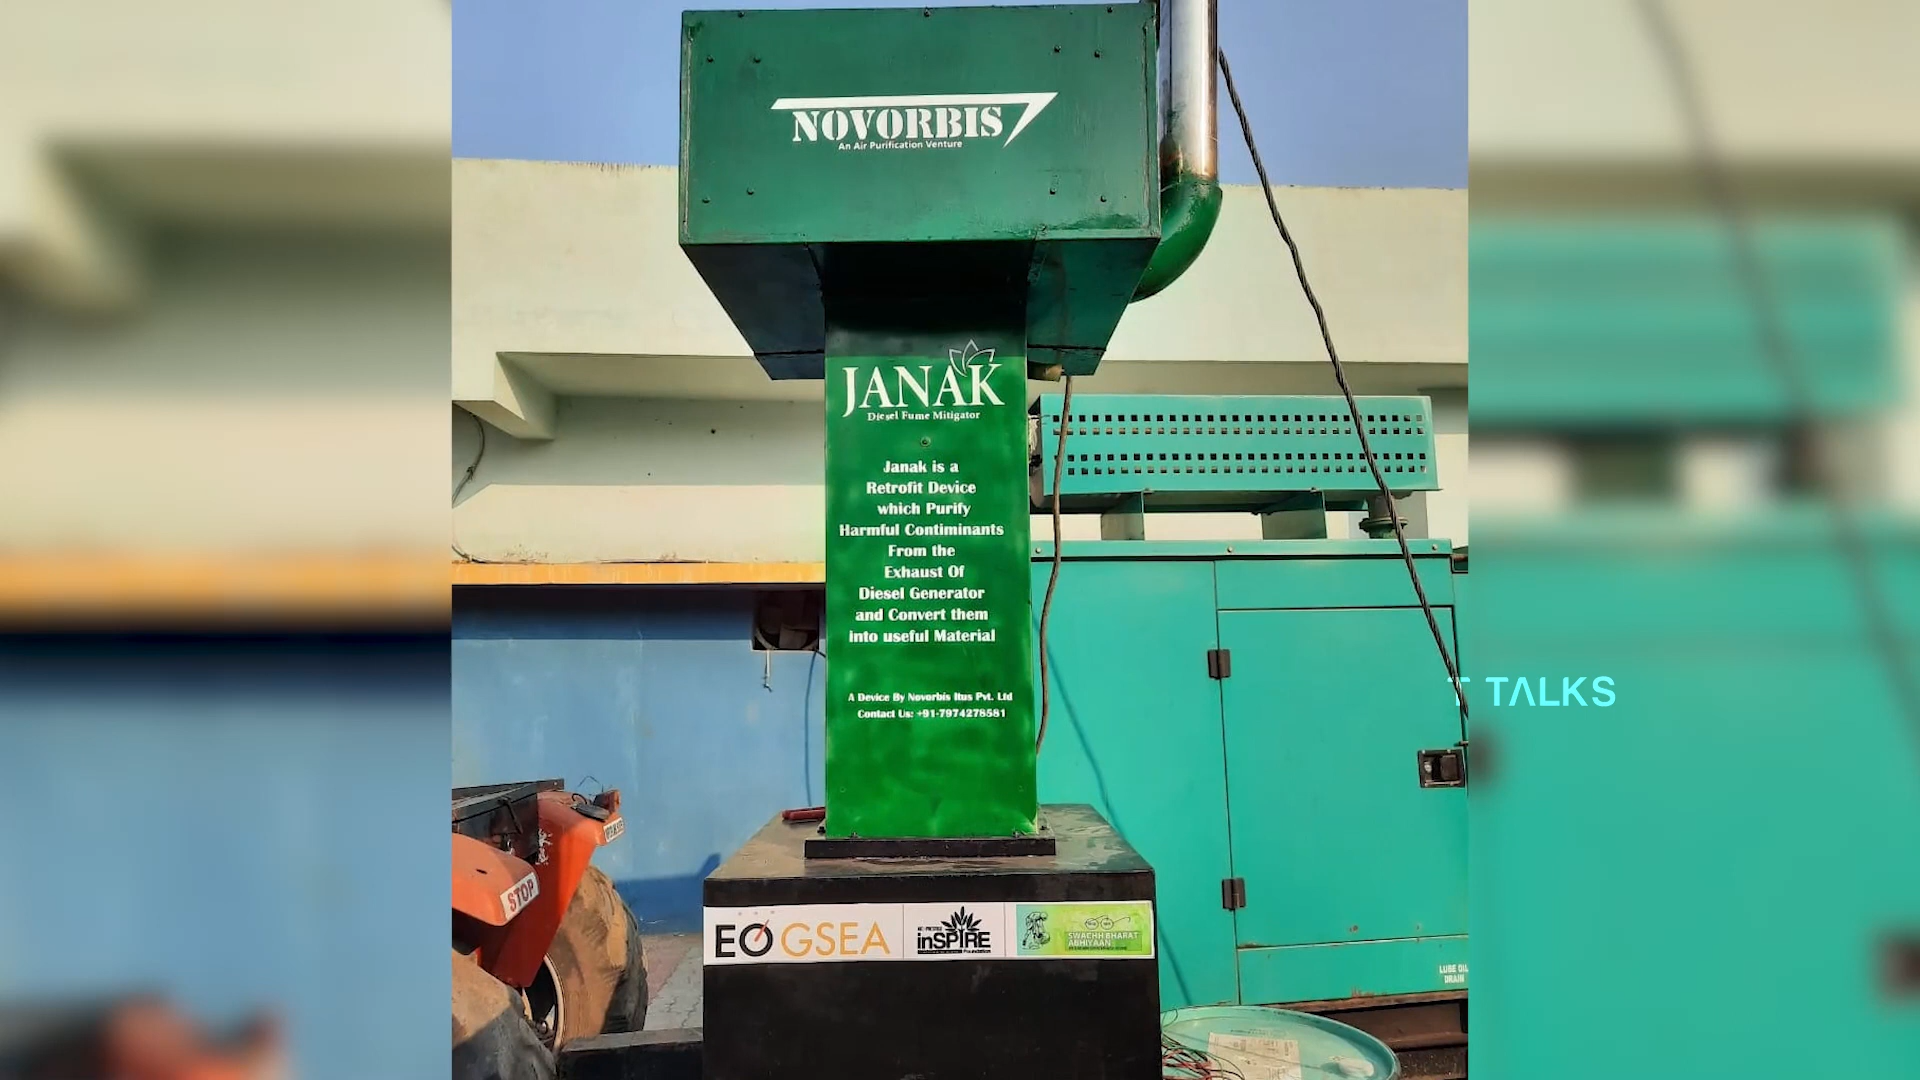 NOVORBIS
An Air Purification Venture
JANAK
Diesel Fume Mitigator
Janak is a
Retrofit Device
which Purify
Harmful Contiminants
From the
Exhaust Of
Diesel Generator
and Convert them
into useful Material
A Device By Novorbis Itus Pvt. Ltd
Contact Us: +91-7974278581
T TALKS
STOP
EO GSEA
inSPIRE
Foundation
SWACHH BHARAT
ABHIYAAN
LUBE OIL
DRAIN